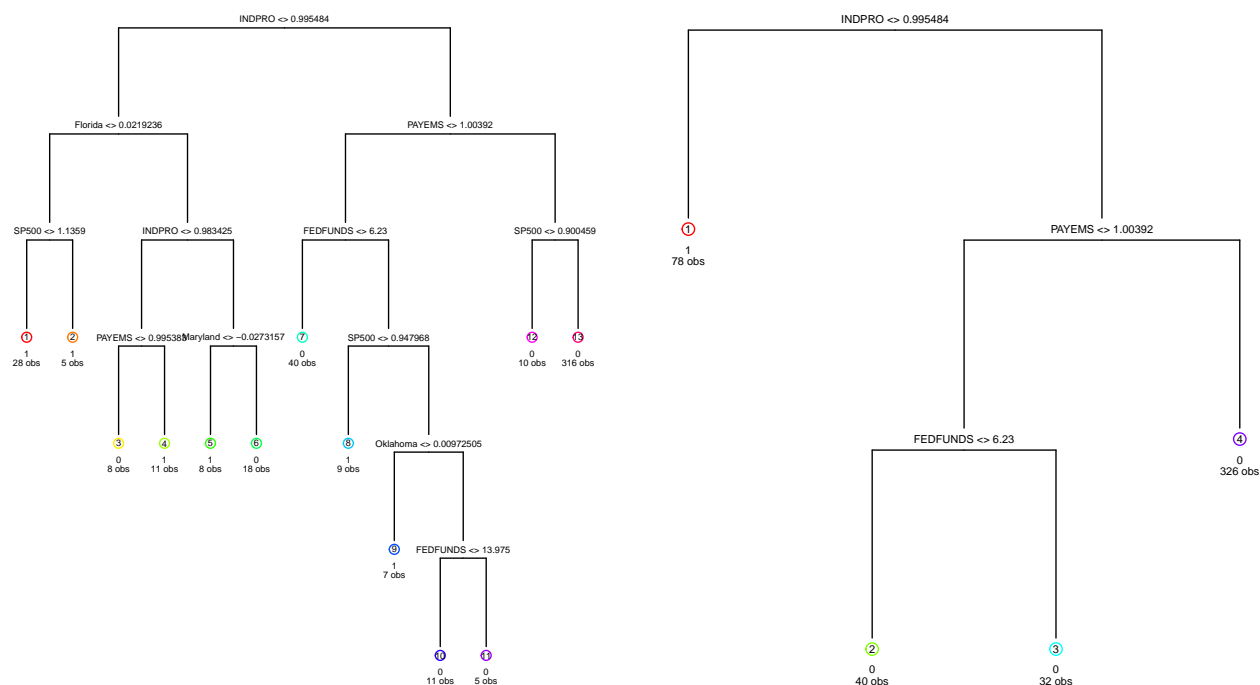 INDPRO <> 0.995484
Florida <> 0.0219236
PAYEMS <> 1.00392
SP500 <> 1.1359
INDPRO <> 0.983425
FEDFUNDS <> 6.23
SP500 <> 0.900459
1
1
28 obs
2
1
5 obs
PAYEMS <> 0.995383
Maryland <> −0.0273157
7
0
40 obs
SP500 <> 0.947968
12
0
10 obs
13
0
316 obs
3
0
8 obs
4
1
11 obs
5
1
8 obs
6
0
18 obs
8
1
9 obs
Oklahoma <> 0.00972505
9
1
7 obs
FEDFUNDS <> 13.975
10
0
11 obs
11
0
5 obs
INDPRO <> 0.995484
1
1
78 obs
PAYEMS <> 1.00392
FEDFUNDS <> 6.23
4
0
326 obs
2
0
40 obs
3
0
32 obs